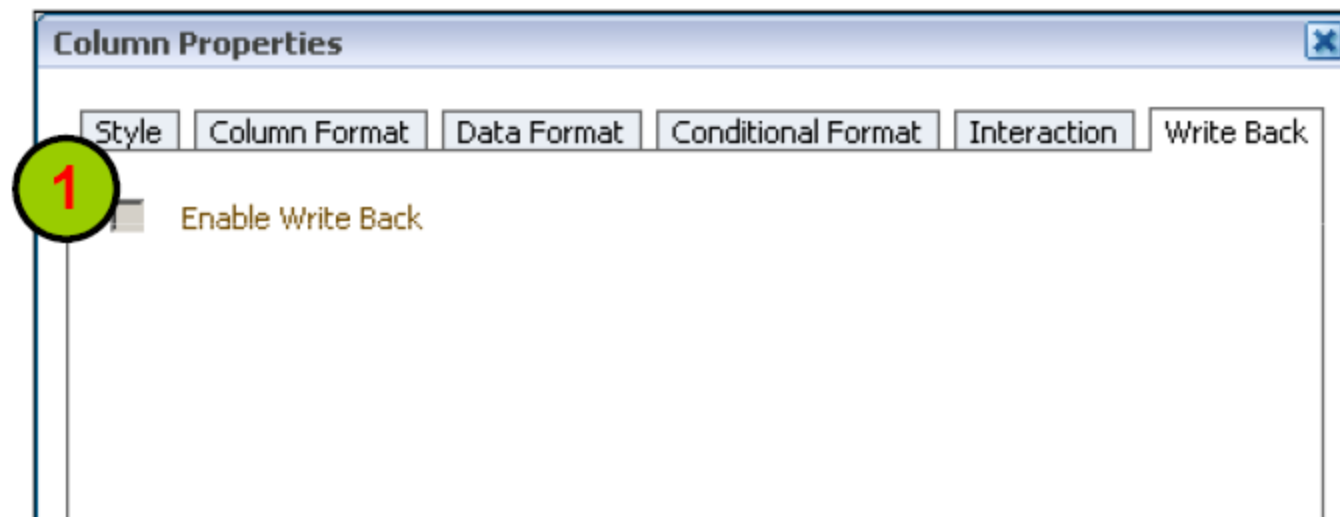 Column Properties
Style Column Format Data Format Conditional Format Interaction Write Back
1
Enable Write Back